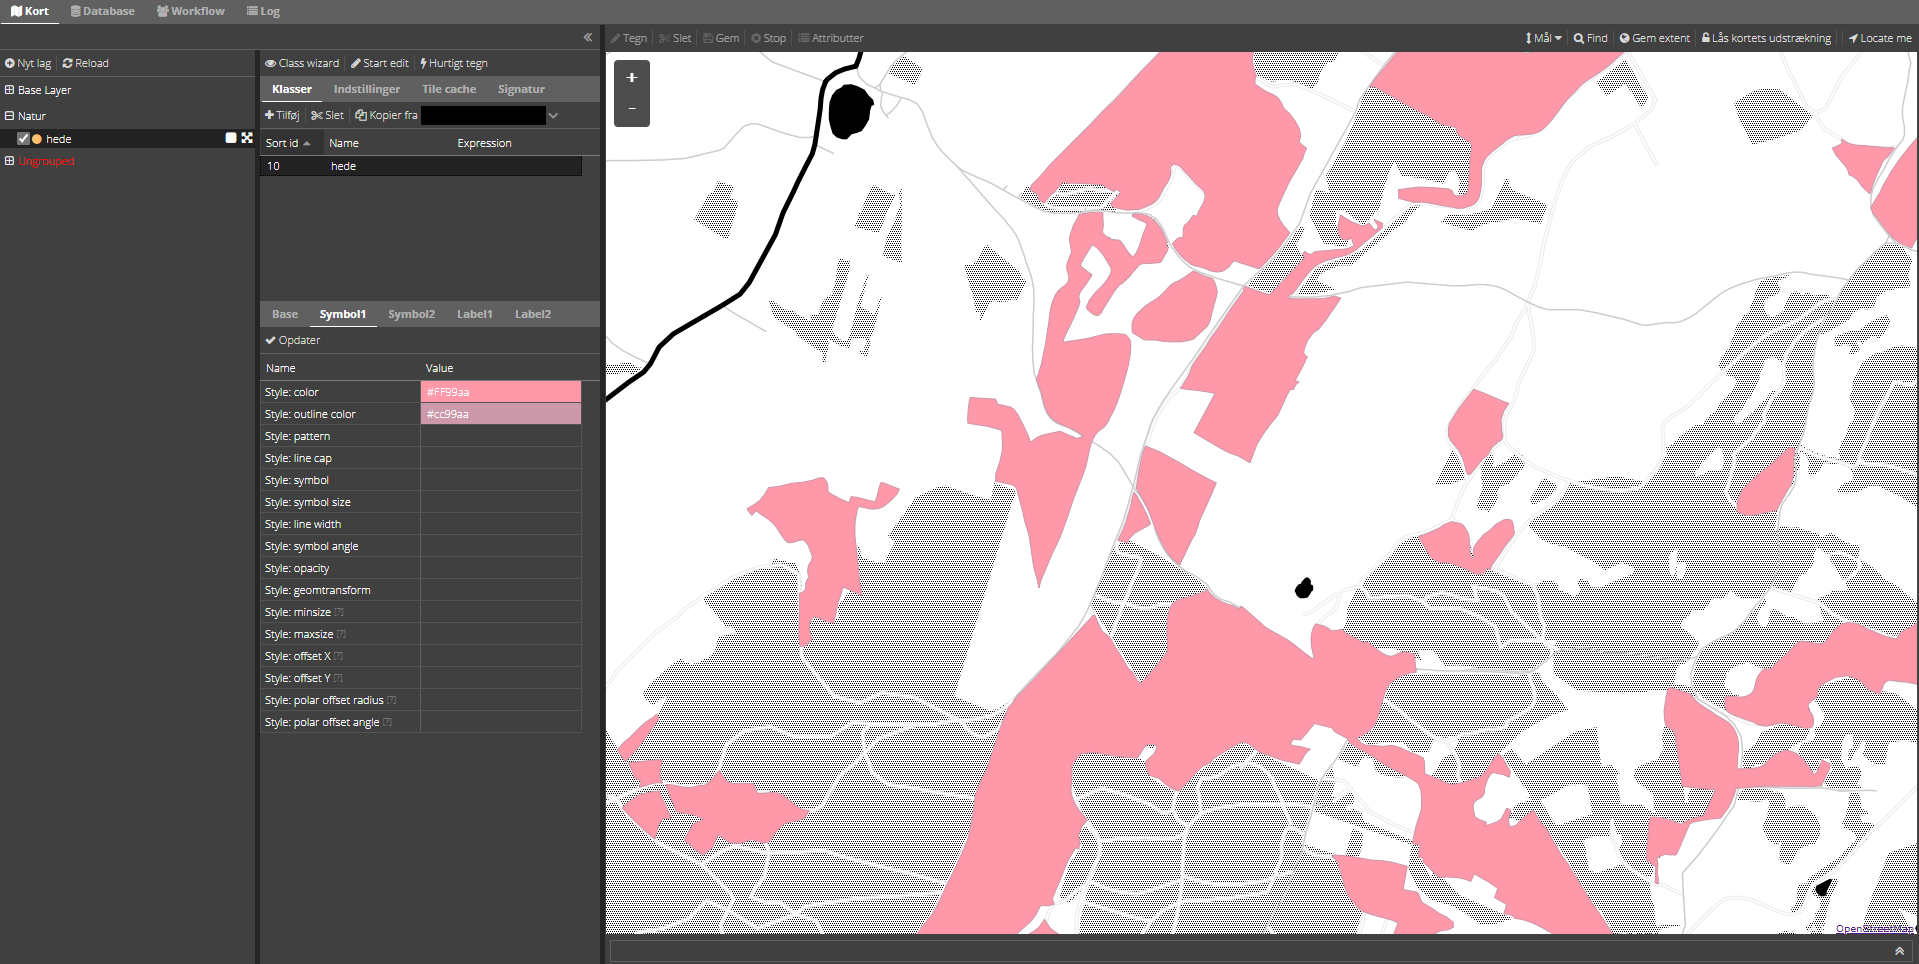 Kort Database Workflow Log
Tegn Slet Gem Stop Attributter Mål Find Gem extent Lås kortets udstrækning Locate me
Nyt lag Reload
Base Layer
Natur
hede
Ungrouped
Class wizard Start edit Hurtigt tegn
Klasser Indstillinger Tile cache Signatur
Tilføj Slet Kopier fra
Sort id Name Expression
10 hede
Base Symbol1 Symbol2 Label1 Label2
Opdater
Name Value
Style: color #FF99aa
Style: outline color #cc99aa
Style: pattern
Style: line cap
Style: symbol
Style: symbol size
Style: line width
Style: symbol angle
Style: opacity
Style: geomtransform
Style: minsize [?]
Style: maxsize [?]
Style: offset X [?]
Style: offset Y [?]
Style: polar offset radius [?]
Style: polar offset angle [?]
+
−
OpenStreetMap